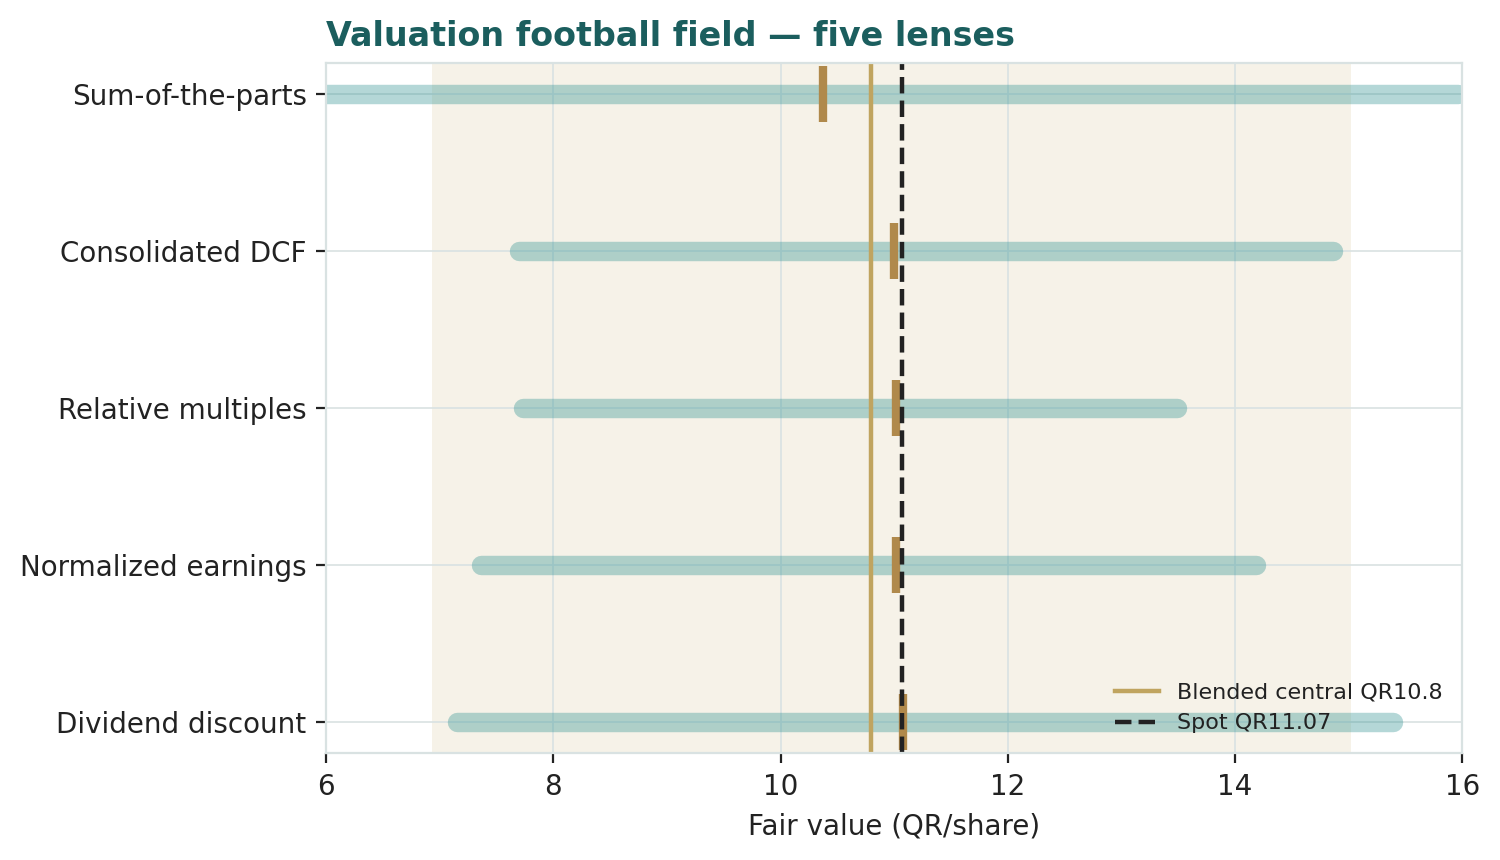 Valuation football field — five lenses
Sum-of-the-parts
Consolidated DCF
Relative multiples
Normalized earnings
Dividend discount
Blended central QR10.8
Spot QR11.07
6 8 10 12 14 16
Fair value (QR/share)